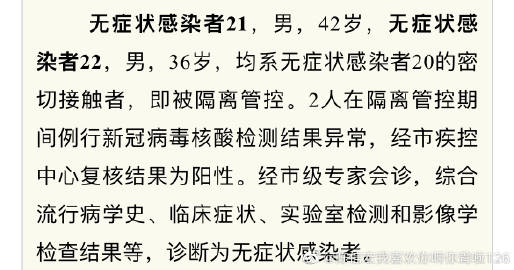 无症状感染者21，男，42岁，无症状感
染者22，男，36岁，均系无症状感染者20的密
切接触者，即被隔离管控。2人在隔离管控期
间例行新冠病毒核酸检测结果异常，经市疾控
中心复核结果为阳性。经市级专家会诊，综合
流行病学史、临床症状、实验室检测和影像学
检查结果等，诊断为无症状感染者。